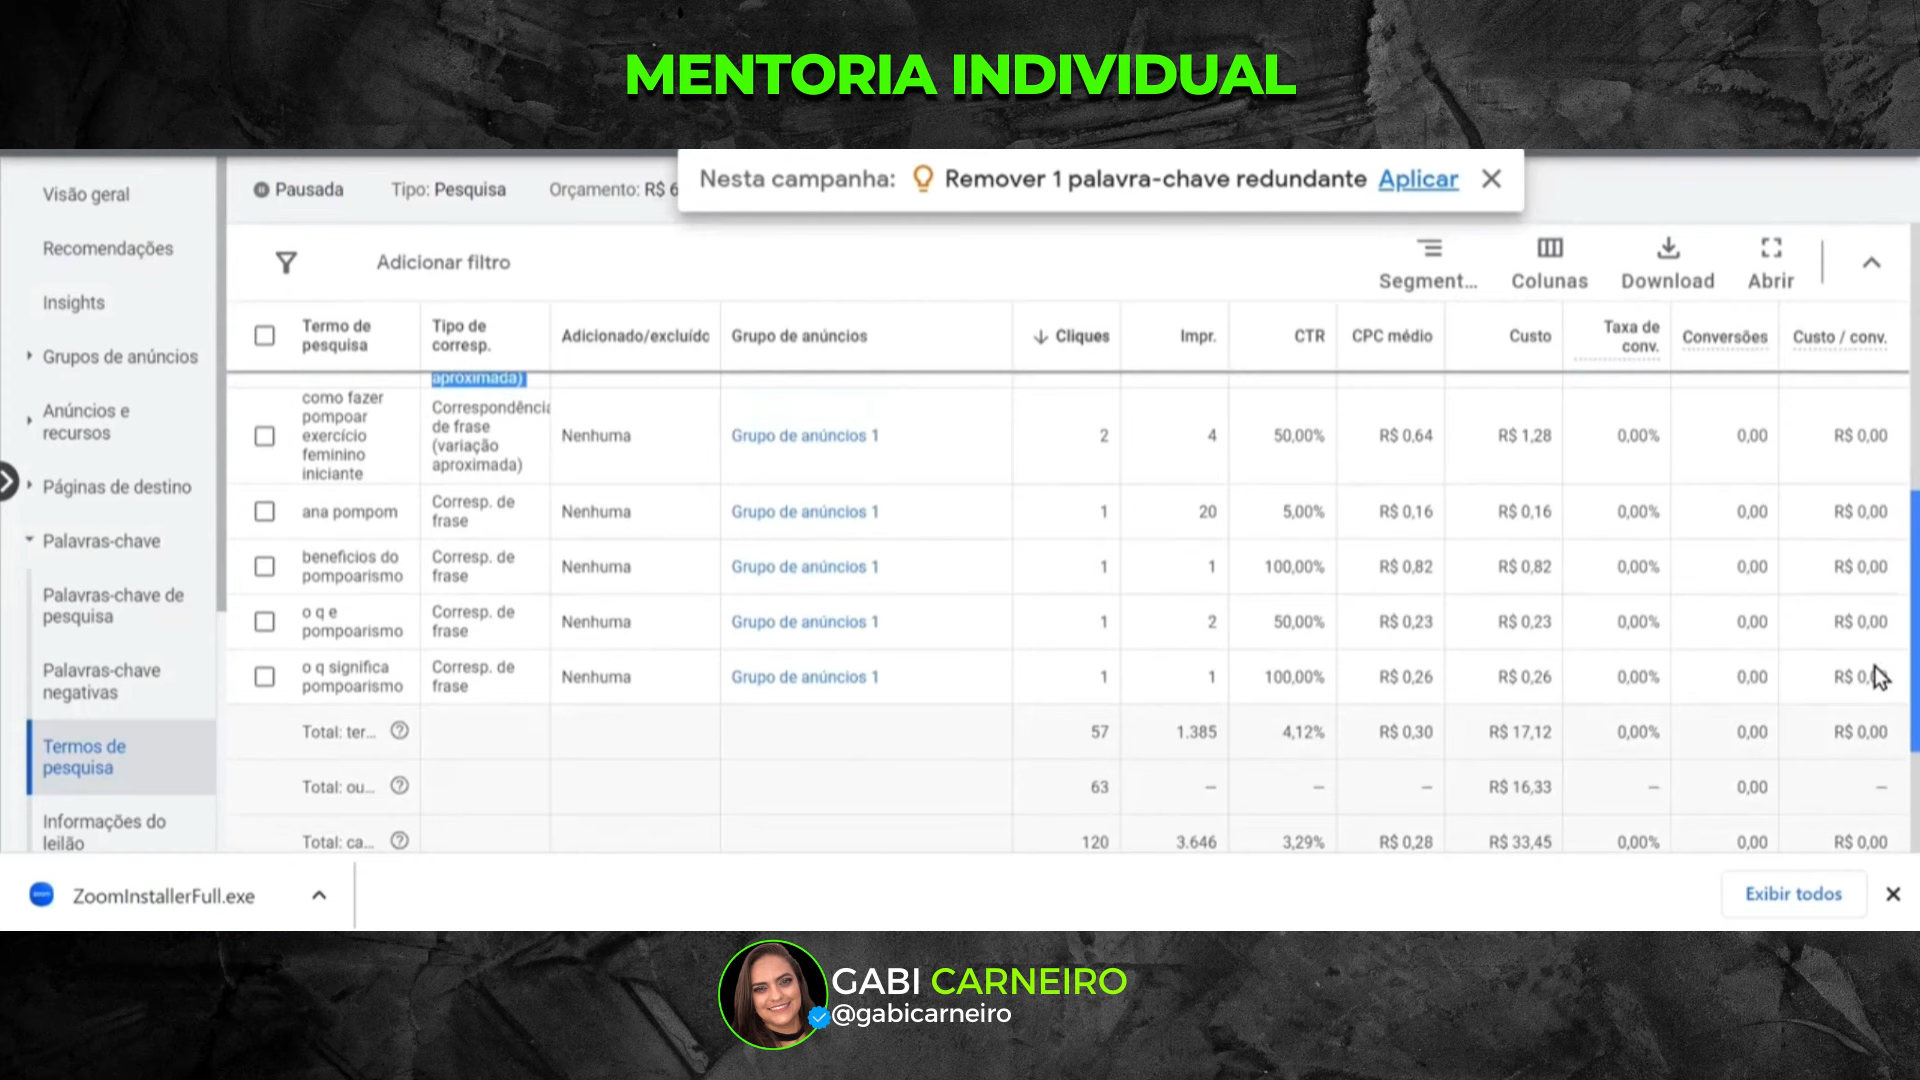 MENTORIA INDIVIDUAL
Nesta campanha: Remover 1 palavra-chave redundante Aplicar
Pausada Tipo: Pesquisa Orçamento: R$ 6
Visão geral
Recomendações
Insights
Grupos de anúncios
Anúncios e
recursos
Páginas de destino
Palavras-chave
Palavras-chave de
pesquisa
Palavras-chave
negativas
Termos de
pesquisa
Informações do
leilão
Adicionar filtro
Segment... Colunas Download Abrir
Termo de
pesquisa
Tipo de
corresp.
Adicionado/excluído
Grupo de anúncios
Cliques
Impr.
CTR
CPC médio
Custo
Taxa de
conv.
Conversões
Custo / conv.
aproximada)
como fazer
pompoar
exercício
feminino
iniciante
Correspondência
de frase
(variação
aproximada)
Nenhuma Grupo de anúncios 1 2 4 50,00% R$ 0,64 R$ 1,28 0,00% 0,00 R$ 0,00
ana pompom
Corresp. de
frase
Nenhuma Grupo de anúncios 1 1 20 5,00% R$ 0,16 R$ 0,16 0,00% 0,00 R$ 0,00
beneficios do
pompoarismo
Corresp. de
frase
Nenhuma Grupo de anúncios 1 1 1 100,00% R$ 0,82 R$ 0,82 0,00% 0,00 R$ 0,00
o q e
pompoarismo
Corresp. de
frase
Nenhuma Grupo de anúncios 1 1 2 50,00% R$ 0,23 R$ 0,23 0,00% 0,00 R$ 0,00
o q significa
pompoarismo
Corresp. de
frase
Nenhuma Grupo de anúncios 1 1 1 100,00% R$ 0,26 R$ 0,26 0,00% 0,00 R$ 0,
Total: ter... 57 1.385 4,12% R$ 0,30 R$ 17,12 0,00% 0,00 R$ 0,00
Total: ou... 63 – – – R$ 16,33 – 0,00 –
Total: ca... 120 3.646 3,29% R$ 0,28 R$ 33,45 0,00% 0,00 R$ 0,00
ZoomInstallerFull.exe
Exibir todos
GABI CARNEIRO
@gabicarneiro